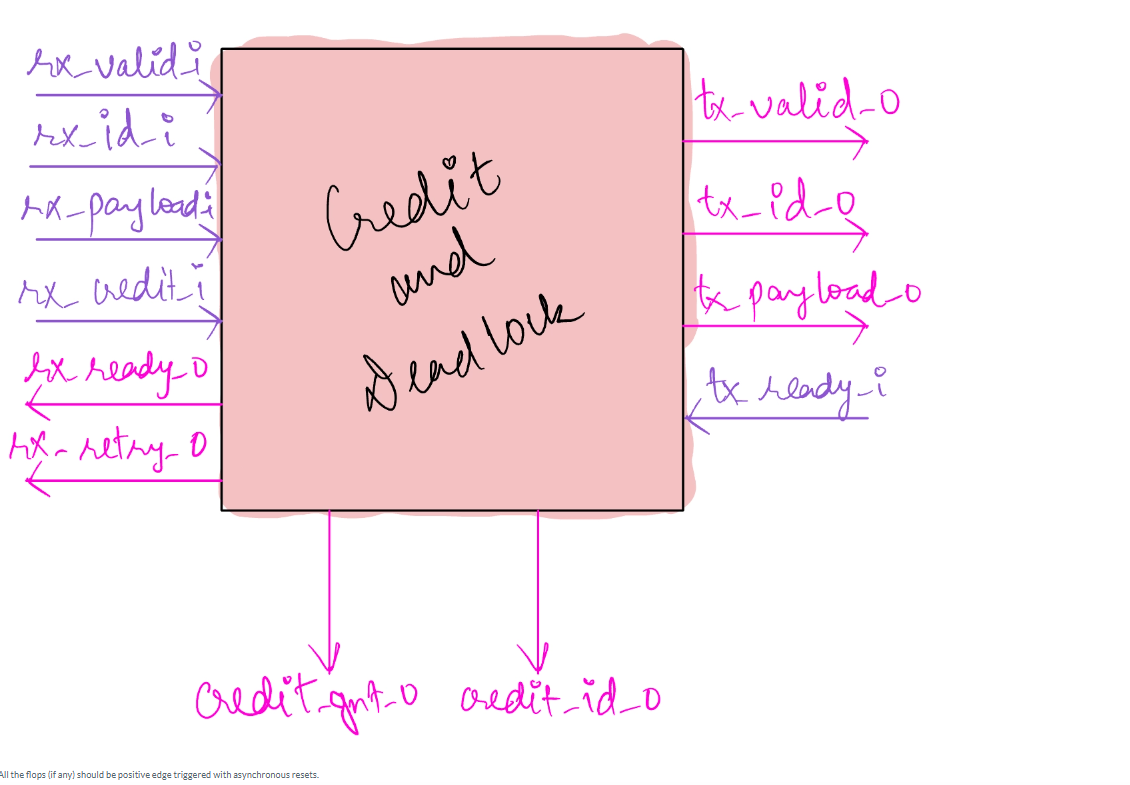 rx_valid_i
rx_id_i
rx_payload_i
rx_credit_i
rx_ready_o
rx_retry_o
Credit
and
Deadlock
tx_valid_o
tx_id_o
tx_payload_o
tx_ready_i
Credit_gnt_o
credit_id_o
All the flops (if any) should be positive edge triggered with asynchronous resets.